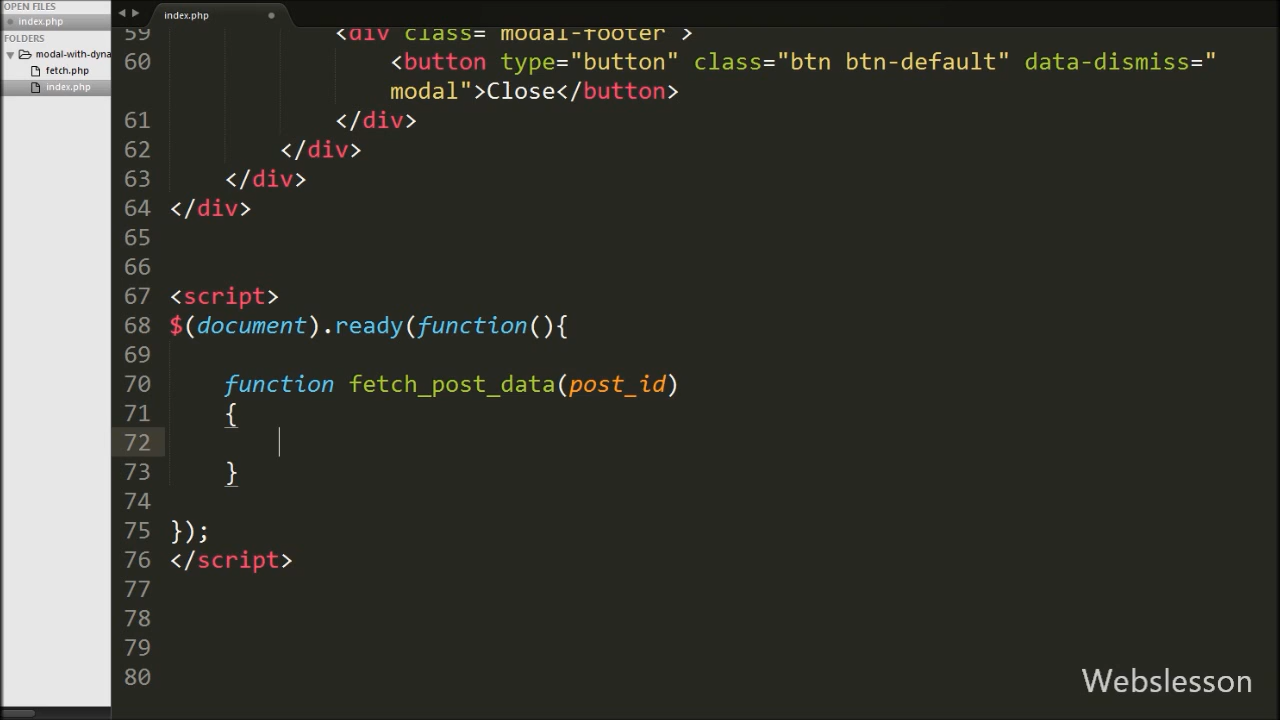 OPEN FILES
index.php
FOLDERS
modal-with-dyna
fetch.php
index.php
index.php
59 <div class="modal-footer">
60 <button type="button" class="btn btn-default" data-dismiss="
modal">Close</button>
61 </div>
62 </div>
63 </div>
64 </div>
65
66
67 <script>
68 $(document).ready(function(){
69
70 function fetch_post_data(post_id)
71 {
72
73 }
74
75 });
76 </script>
77
78
79
80
Webslesson